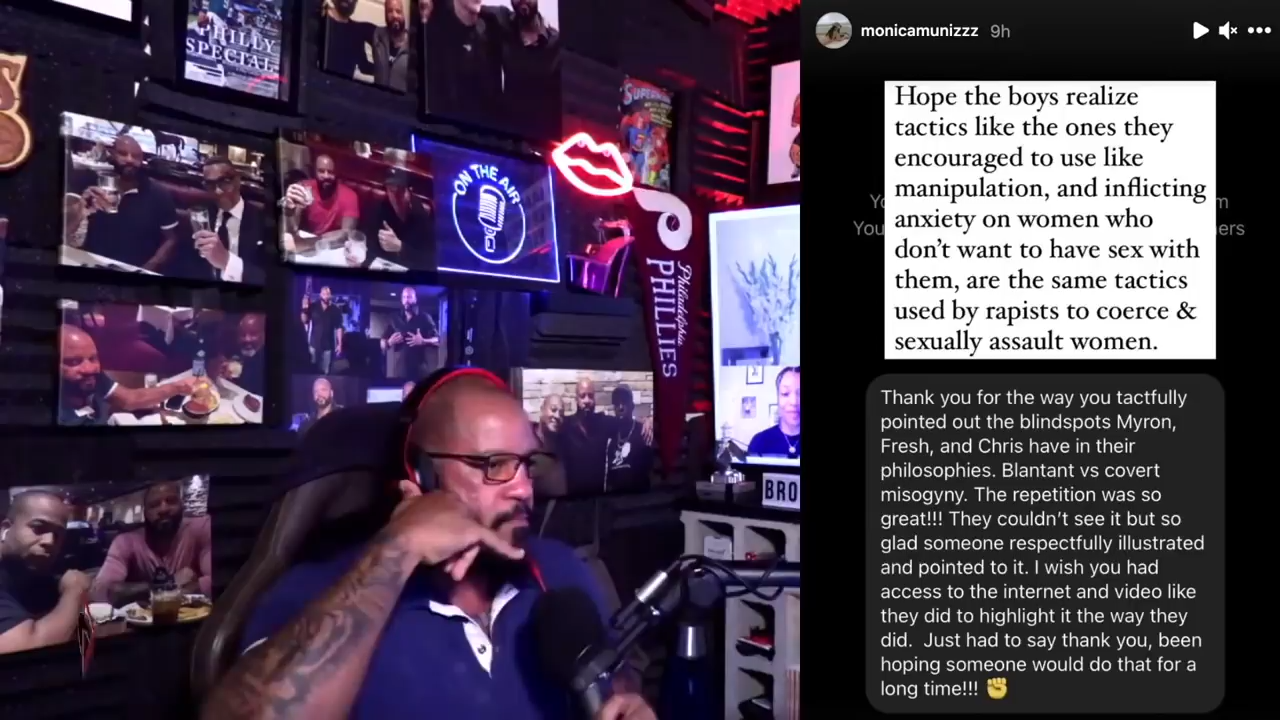 PHILLY
SPECIAL
SUPERMAN
ON THE AIR
Philadelphia
PHILLIES
BRO
monicamunizzz 9h
Hope the boys realize
tactics like the ones they
encouraged to use like
manipulation, and inflicting
anxiety on women who
don’t want to have sex with
them, are the same tactics
used by rapists to coerce &
sexually assault women.
Thank you for the way you tactfully
pointed out the blindspots Myron,
Fresh, and Chris have in their
philosophies. Blantant vs covert
misogyny. The repetition was so
great!!! They couldn’t see it but so
glad someone respectfully illustrated
and pointed to it. I wish you had
access to the internet and video like
they did to highlight it the way they
did. Just had to say thank you, been
hoping someone would do that for a
long time!!! ✊